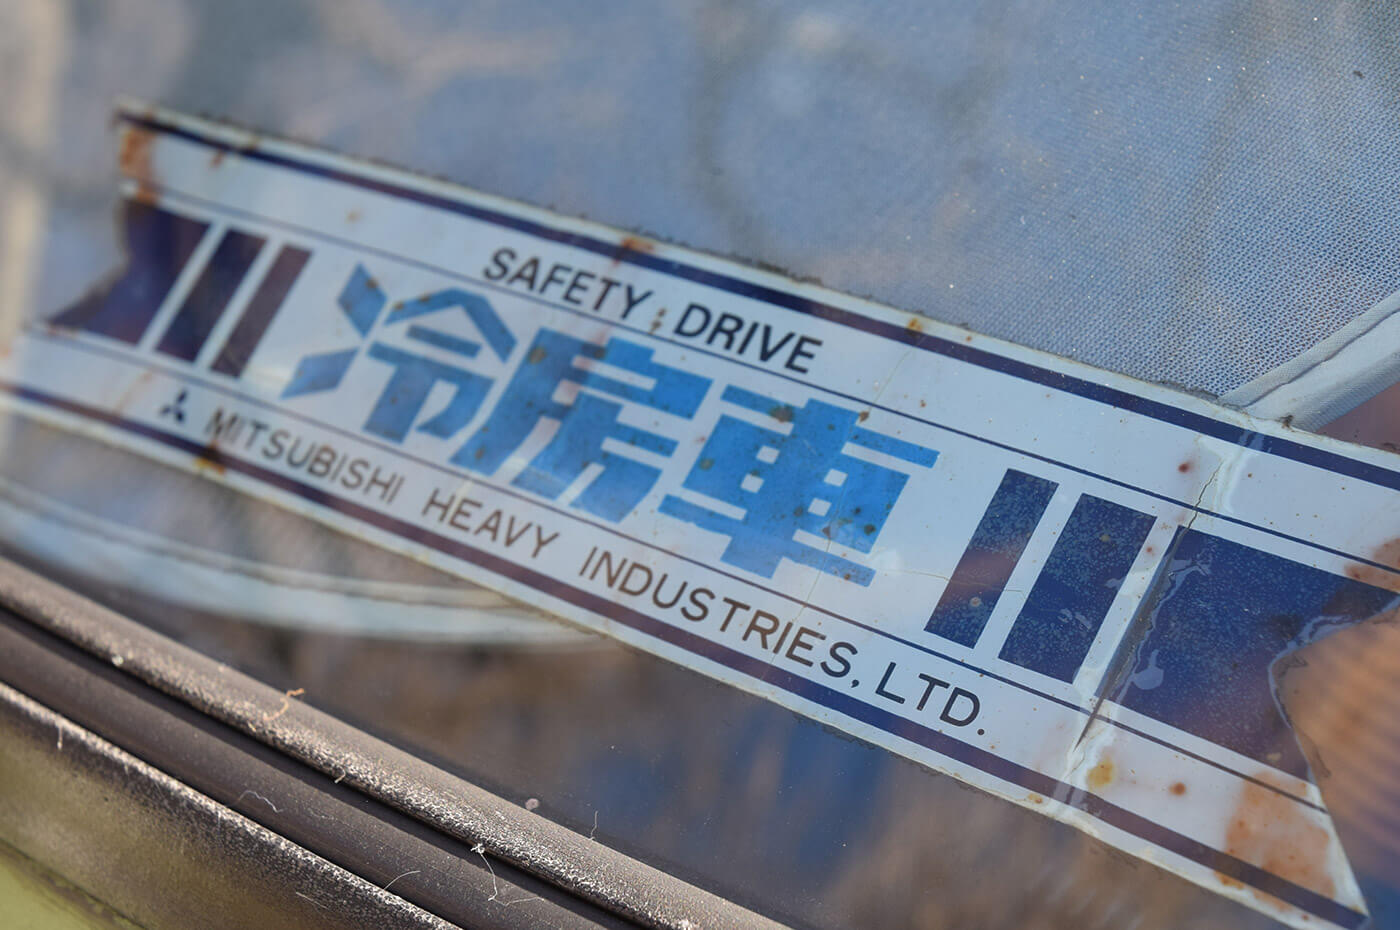 SAFETY DRIVE
冷房車
MITSUBISHI HEAVY INDUSTRIES, LTD.